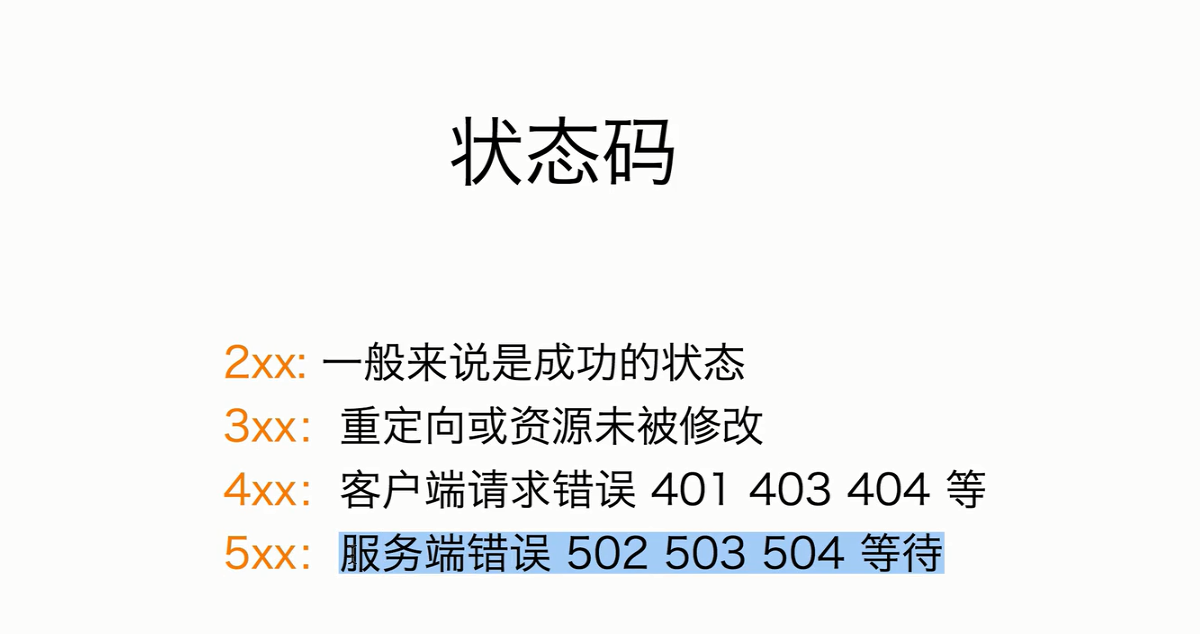 状态码
2xx: 一般来说是成功的状态
3xx： 重定向或资源未被修改
4xx： 客户端请求错误 401 403 404 等
5xx： 服务端错误 502 503 504 等待